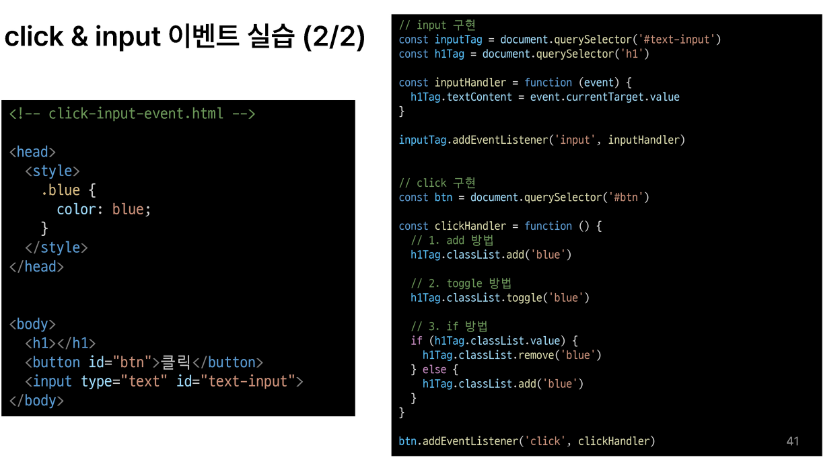 click & input 이벤트 실습 (2/2)
<!-- click-input-event.html -->
<head>
<style>
.blue {
color: blue;
}
</style>
</head>
<body>
<h1></h1>
<button id="btn">클릭</button>
<input type="text" id="text-input">
</body>
// input 구현
const inputTag = document.querySelector('#text-input')
const h1Tag = document.querySelector('h1')
const inputHandler = function (event) {
h1Tag.textContent = event.currentTarget.value
}
inputTag.addEventListener('input', inputHandler)
// click 구현
const btn = document.querySelector('#btn')
const clickHandler = function () {
// 1. add 방법
h1Tag.classList.add('blue')
// 2. toggle 방법
h1Tag.classList.toggle('blue')
// 3. if 방법
if (h1Tag.classList.value) {
h1Tag.classList.remove('blue')
} else {
h1Tag.classList.add('blue')
}
}
btn.addEventListener('click', clickHandler)
41